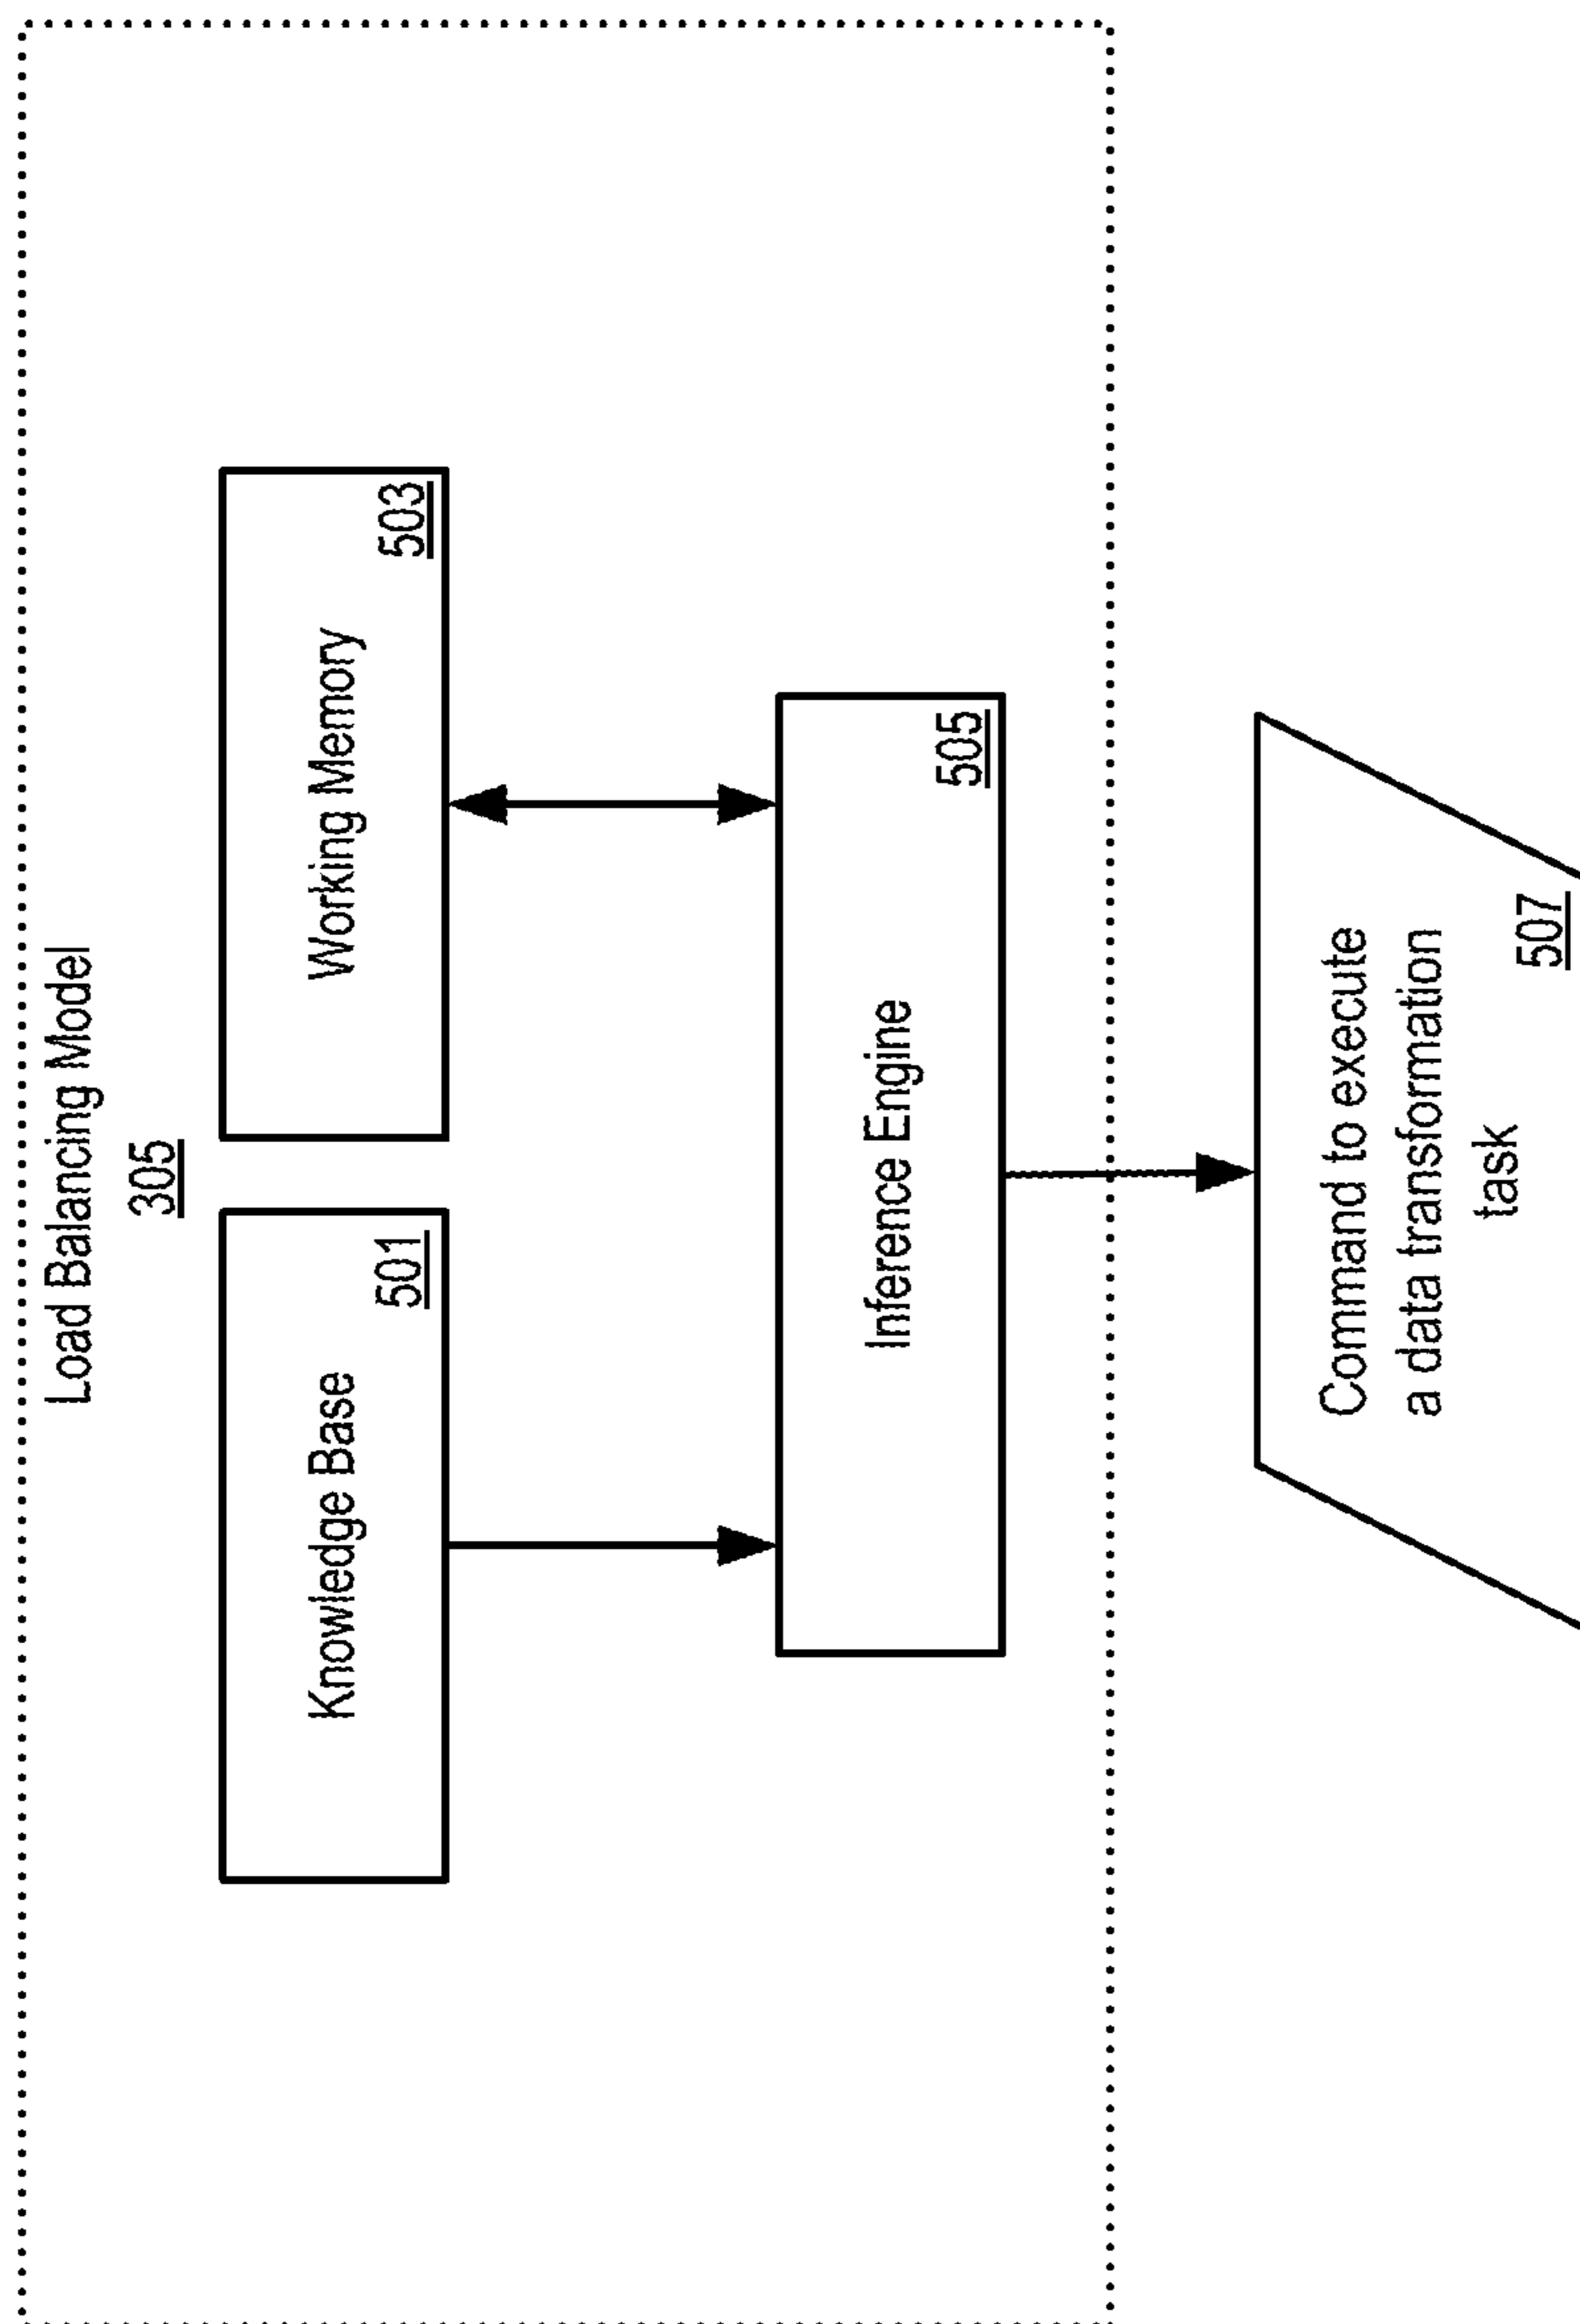 Load Balancing Model
305
Knowledge Base
501
Working Memory
503
Inference Engine
505
Command to execute
a data transformation
task
507